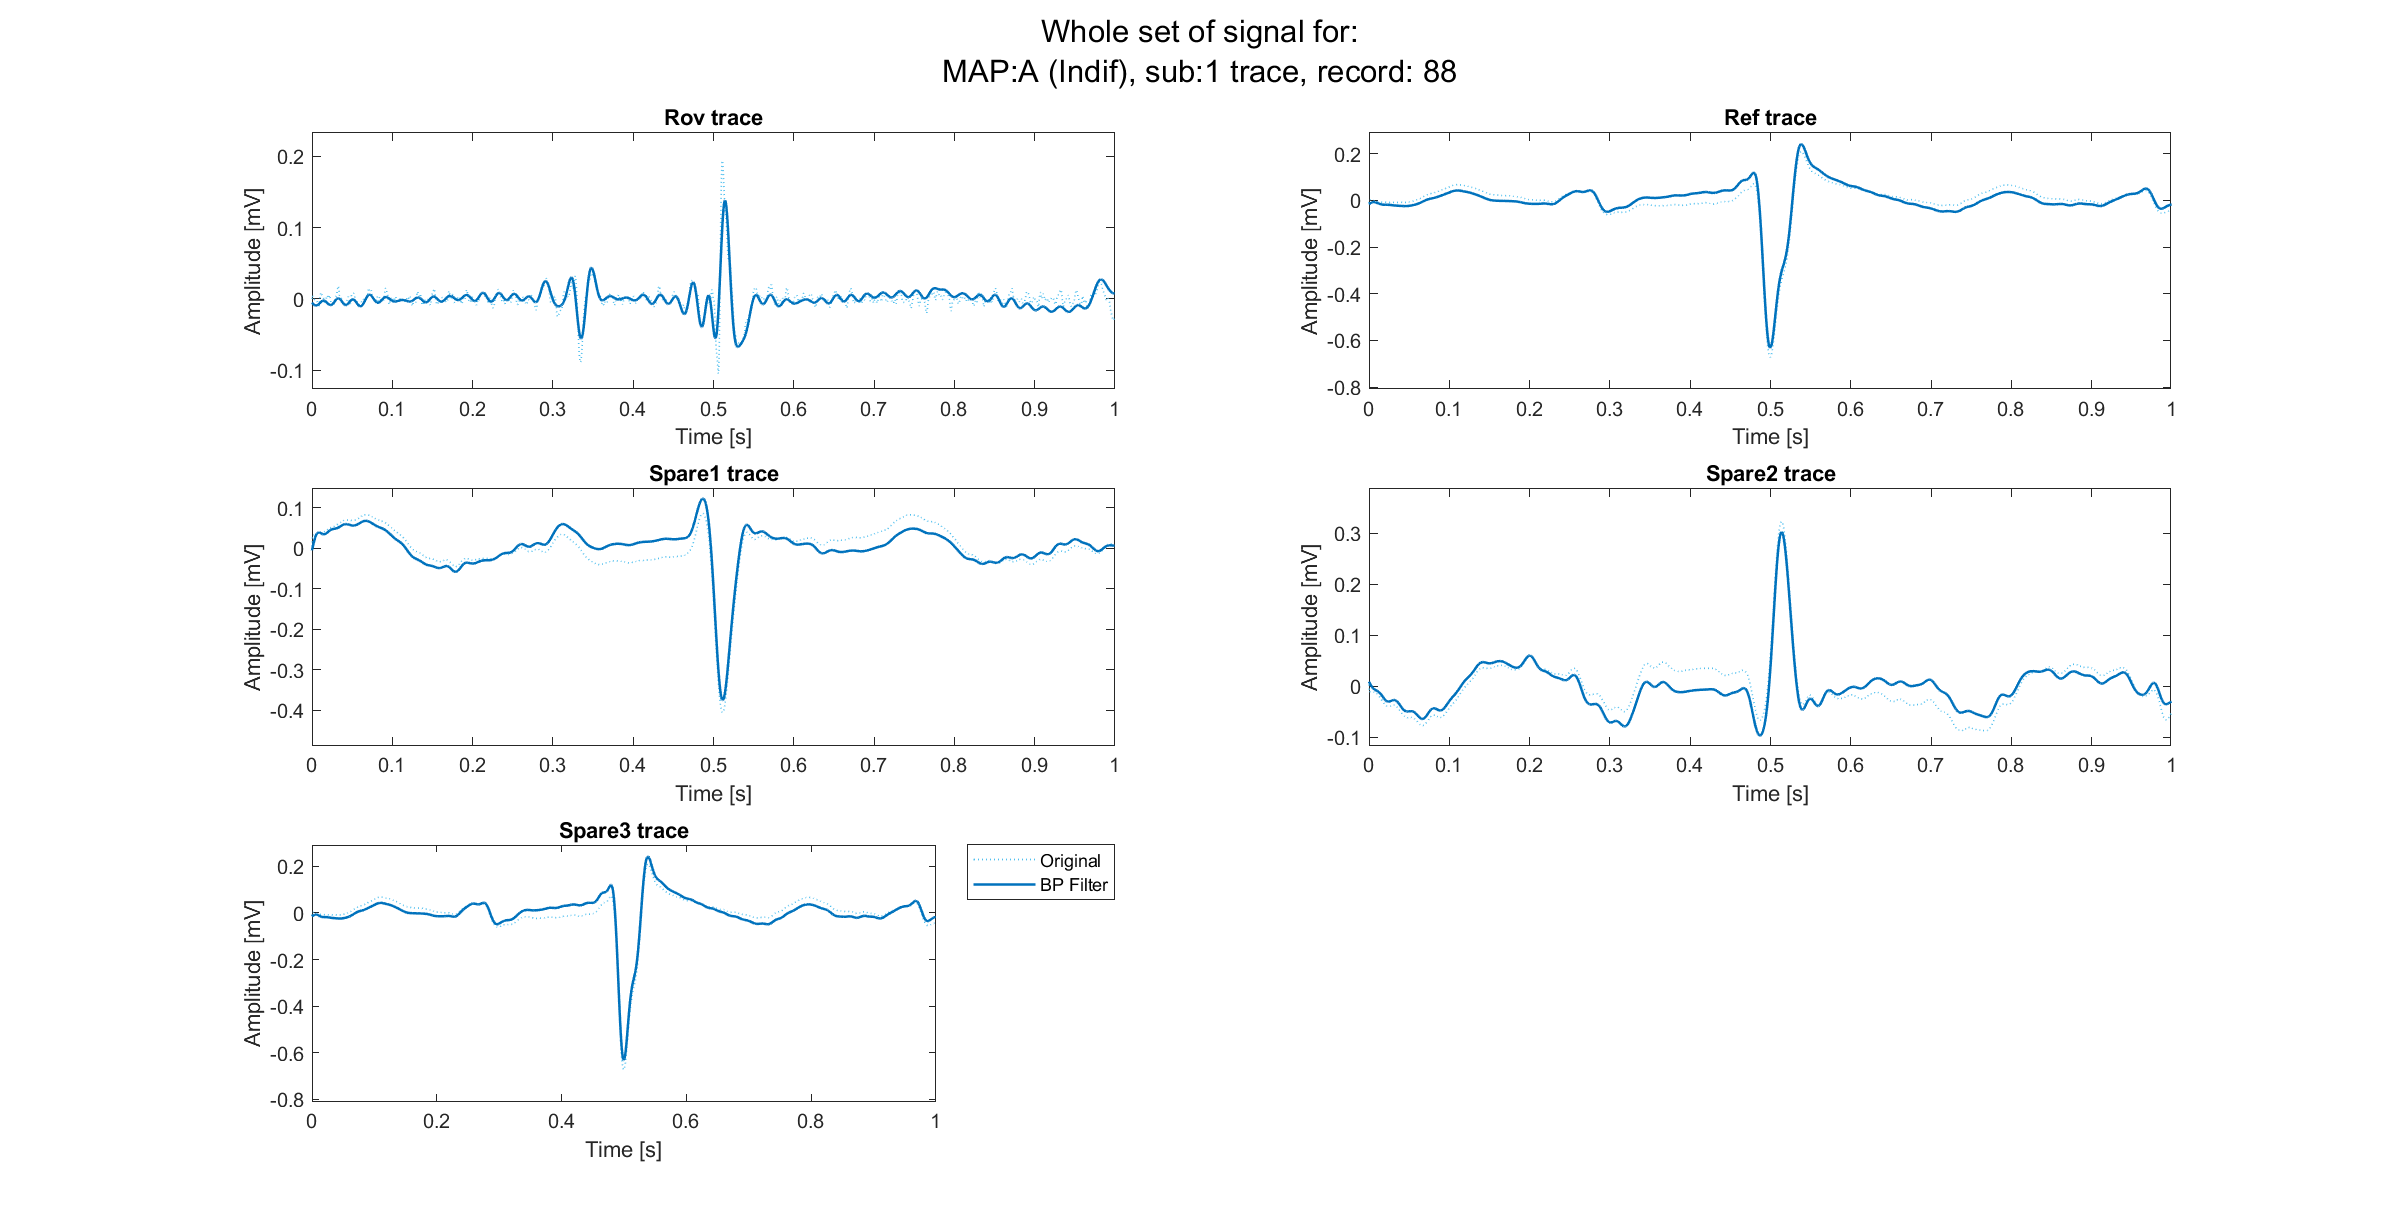 Whole set of signal for:
MAP:A (Indif), sub:1 trace, record: 88
Rov trace
Amplitude [mV]
0.2
0.1
0
-0.1
0 0.1 0.2 0.3 0.4 0.5 0.6 0.7 0.8 0.9 1
Time [s]
Ref trace
Amplitude [mV]
0.2
0
-0.2
-0.4
-0.6
-0.8
0 0.1 0.2 0.3 0.4 0.5 0.6 0.7 0.8 0.9 1
Time [s]
Spare1 trace
Amplitude [mV]
0.1
0
-0.1
-0.2
-0.3
-0.4
0 0.1 0.2 0.3 0.4 0.5 0.6 0.7 0.8 0.9 1
Time [s]
Spare2 trace
Amplitude [mV]
0.3
0.2
0.1
0
-0.1
0 0.1 0.2 0.3 0.4 0.5 0.6 0.7 0.8 0.9 1
Time [s]
Spare3 trace
Amplitude [mV]
0.2
0
-0.2
-0.4
-0.6
-0.8
0 0.2 0.4 0.6 0.8 1
Time [s]
Original
BP Filter